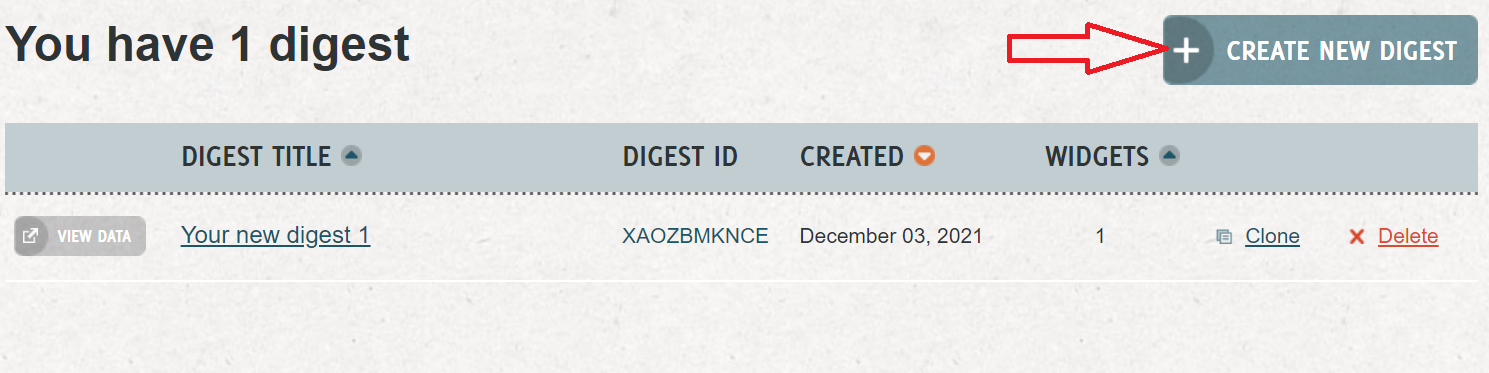 You have 1 digest
CREATE NEW DIGEST
DIGEST TITLE DIGEST ID CREATED WIDGETS
VIEW DATA Your new digest 1 XAOZBMKNCE December 03, 2021 1 Clone Delete